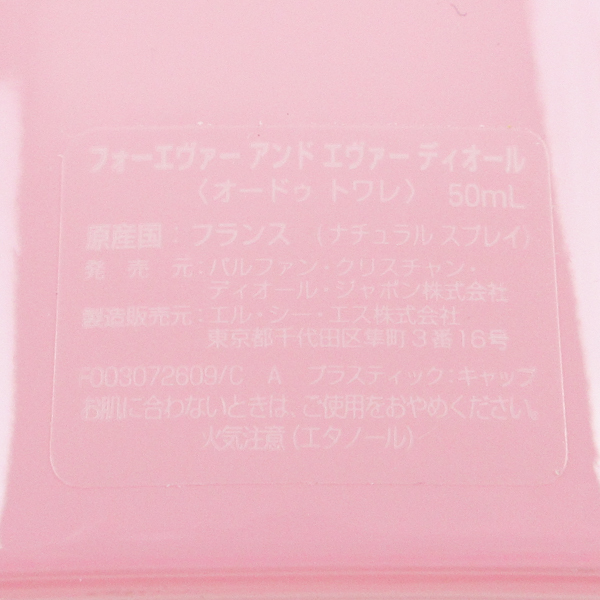 フォーエヴァー アンド エヴァー ディオール
〈オードゥ トワレ〉 50mL
原産国：フランス （ナチュラル スプレイ）
発売元：パルファン・クリスチャン・
ディオール・ジャポン株式会社
製造販売元：エル・シー・エス株式会社
東京都千代田区隼町3番16号
F003072609/C A プラスティック：キャップ
お肌に合わないときは、ご使用をおやめください。
火気注意（エタノール）